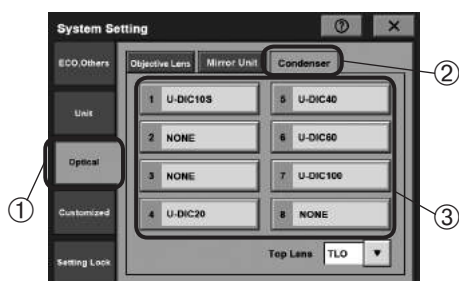 System Setting ? ×
ECO,Others
Objective Lens Mirror Unit Condenser
②
1 U-DIC10S 5 U-DIC40
Unit
2 NONE 6 U-DIC60
Optical
3 NONE 7 U-DIC100
①
4 U-DIC20 8 NONE
③
Customized
Top Lens TLO ▼
Setting Lock